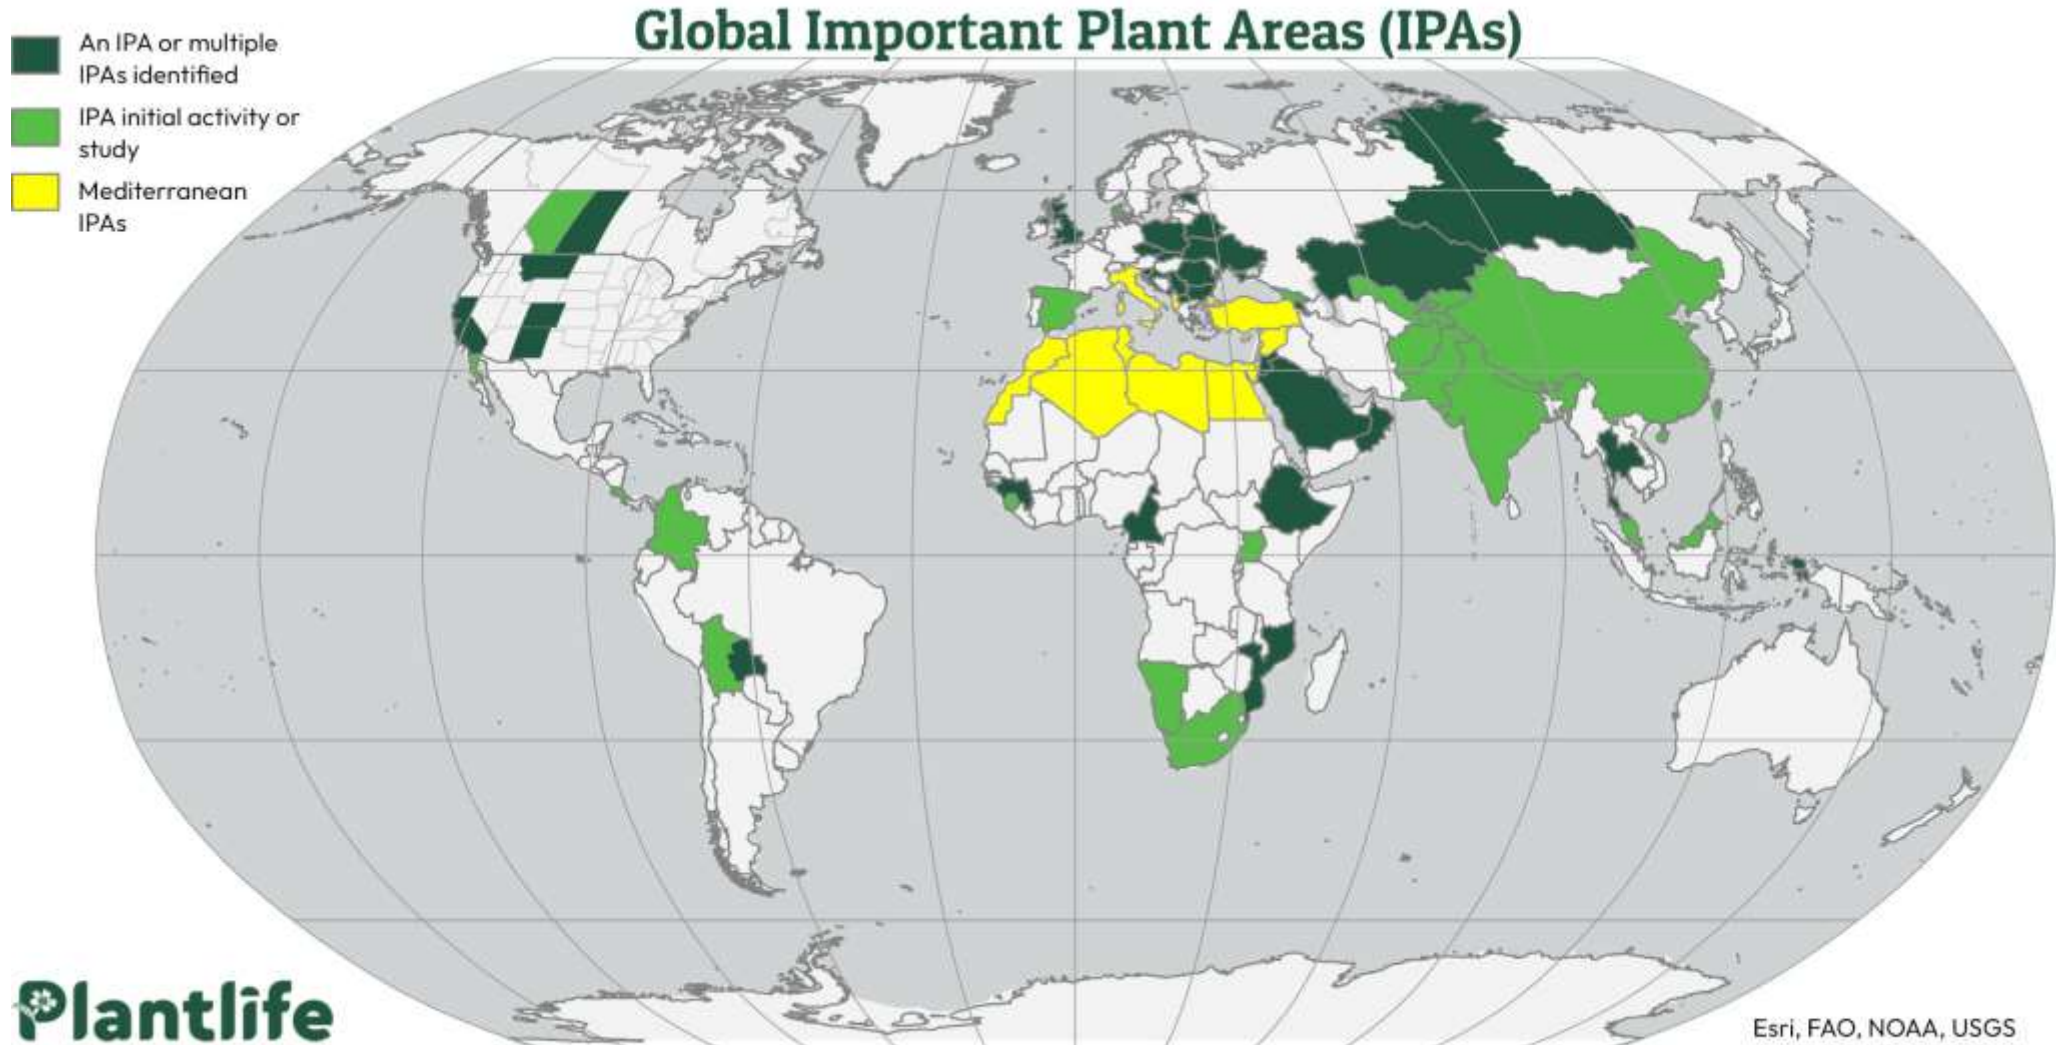 Global Important Plant Areas (IPAs)
An IPA or multiple
IPAs identified
IPA initial activity or
study
Mediterranean
IPAs
Plantlife
Esri, FAO, NOAA, USGS